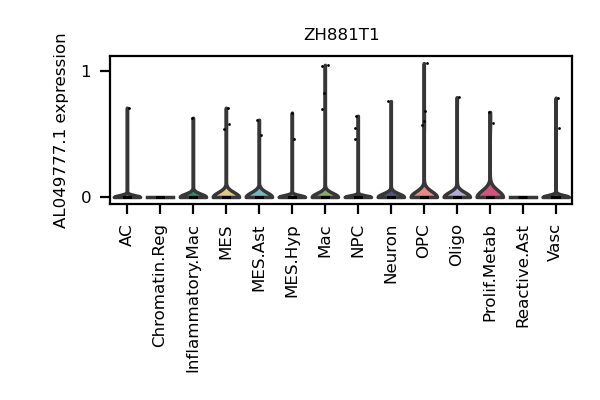 ZH881T1
AL049777.1 expression
1
0
AC
Chromatin.Reg
Inflammatory.Mac
MES
MES.Ast
MES.Hyp
Mac
NPC
Neuron
OPC
Oligo
Prolif.Metab
Reactive.Ast
Vasc